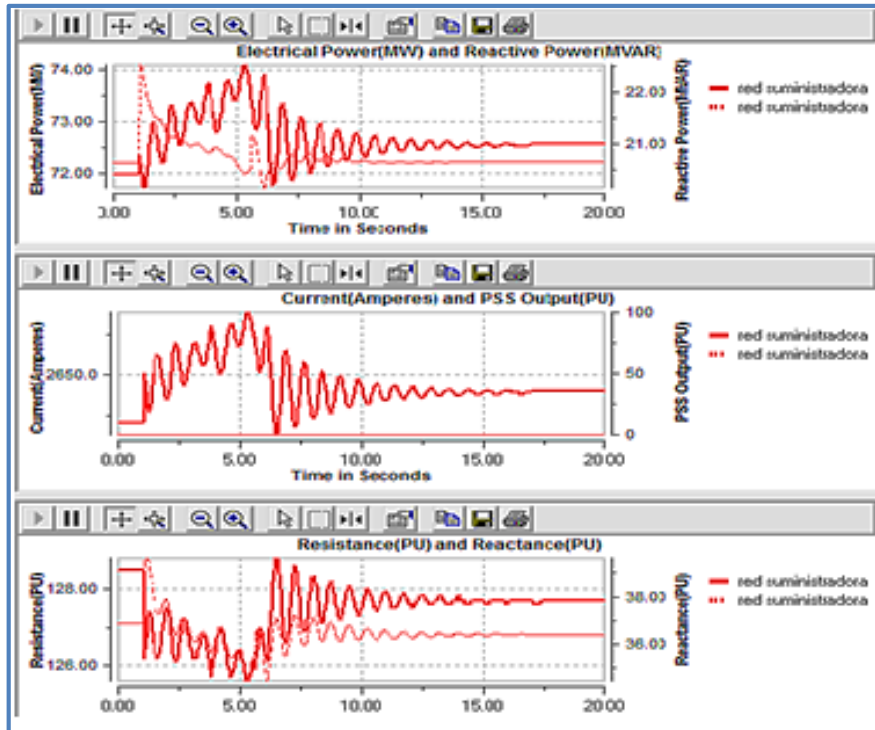 Electrical Power(MW) and Reactive Power(MVAR)
74.00
73.00
72.00
Electrical Power(MW)
22.00
21.00
Reactive Power(MVAR)
red suministradora
red suministradora
0.00 5.00 10.00 15.00 20.00
Time in Seconds
Current(Amperes) and PSS Output(PU)
2650.0
Current(Amperes)
100
50
0
PSS Output(PU)
red suministradora
red suministradora
0.00 5.00 10.00 15.00 20.00
Time in Seconds
Resistance(PU) and Reactance(PU)
128.00
126.00
Resistance(PU)
38.00
36.00
Reactance(PU)
red suministradora
red suministradora
0.00 5.00 10.00 15.00 20.00